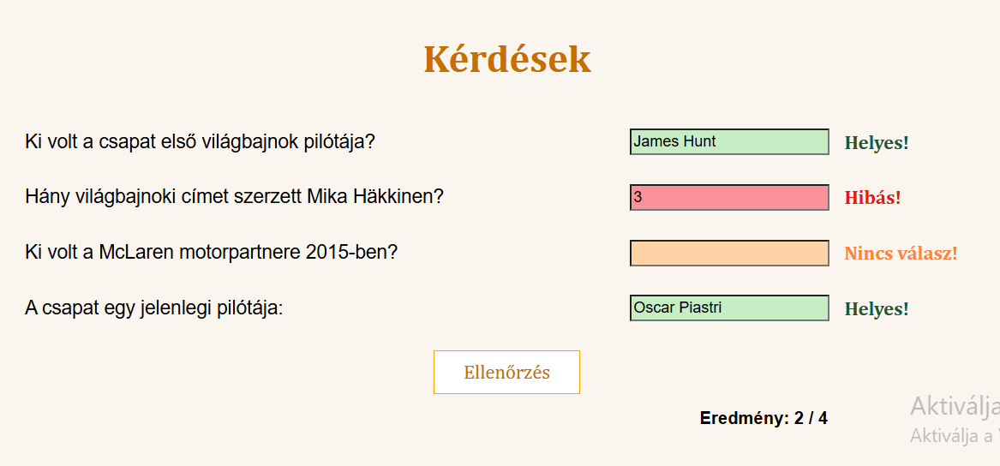 Kérdések
Ki volt a csapat első világbajnok pilótája? James Hunt Helyes!
Hány világbajnoki címet szerzett Mika Häkkinen? 3 Hibás!
Ki volt a McLaren motorpartnere 2015-ben? Nincs válasz!
A csapat egy jelenlegi pilótája: Oscar Piastri Helyes!
Ellenőrzés
Eredmény: 2 / 4
Aktiválja
Aktiválja a